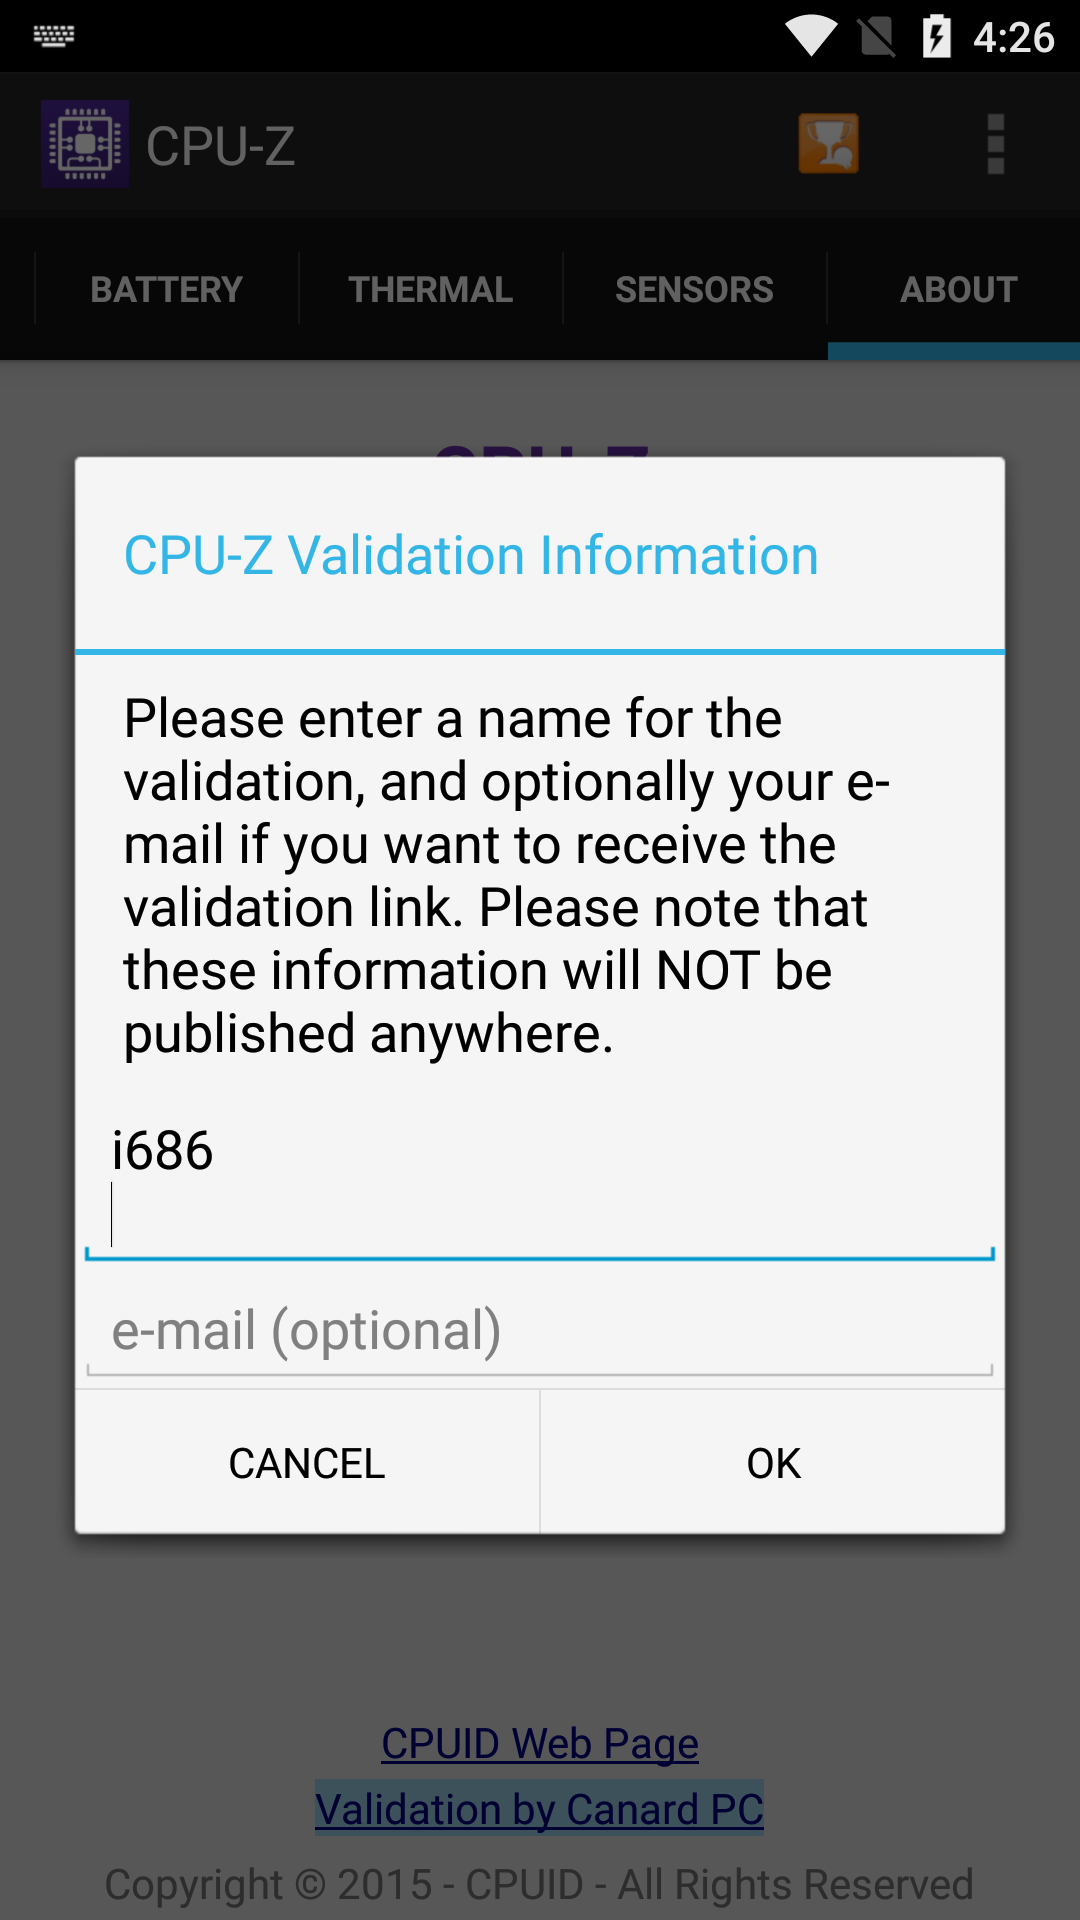 4:26
CPU-Z
BATTERY THERMAL SENSORS ABOUT
CPU-Z
CPU-Z Validation Information
Please enter a name for the
validation, and optionally your e-
mail if you want to receive the
validation link. Please note that
these information will NOT be
published anywhere.
i686
e-mail (optional)
CANCEL OK
CPUID Web Page
Validation by Canard PC
Copyright © 2015 - CPUID - All Rights Reserved